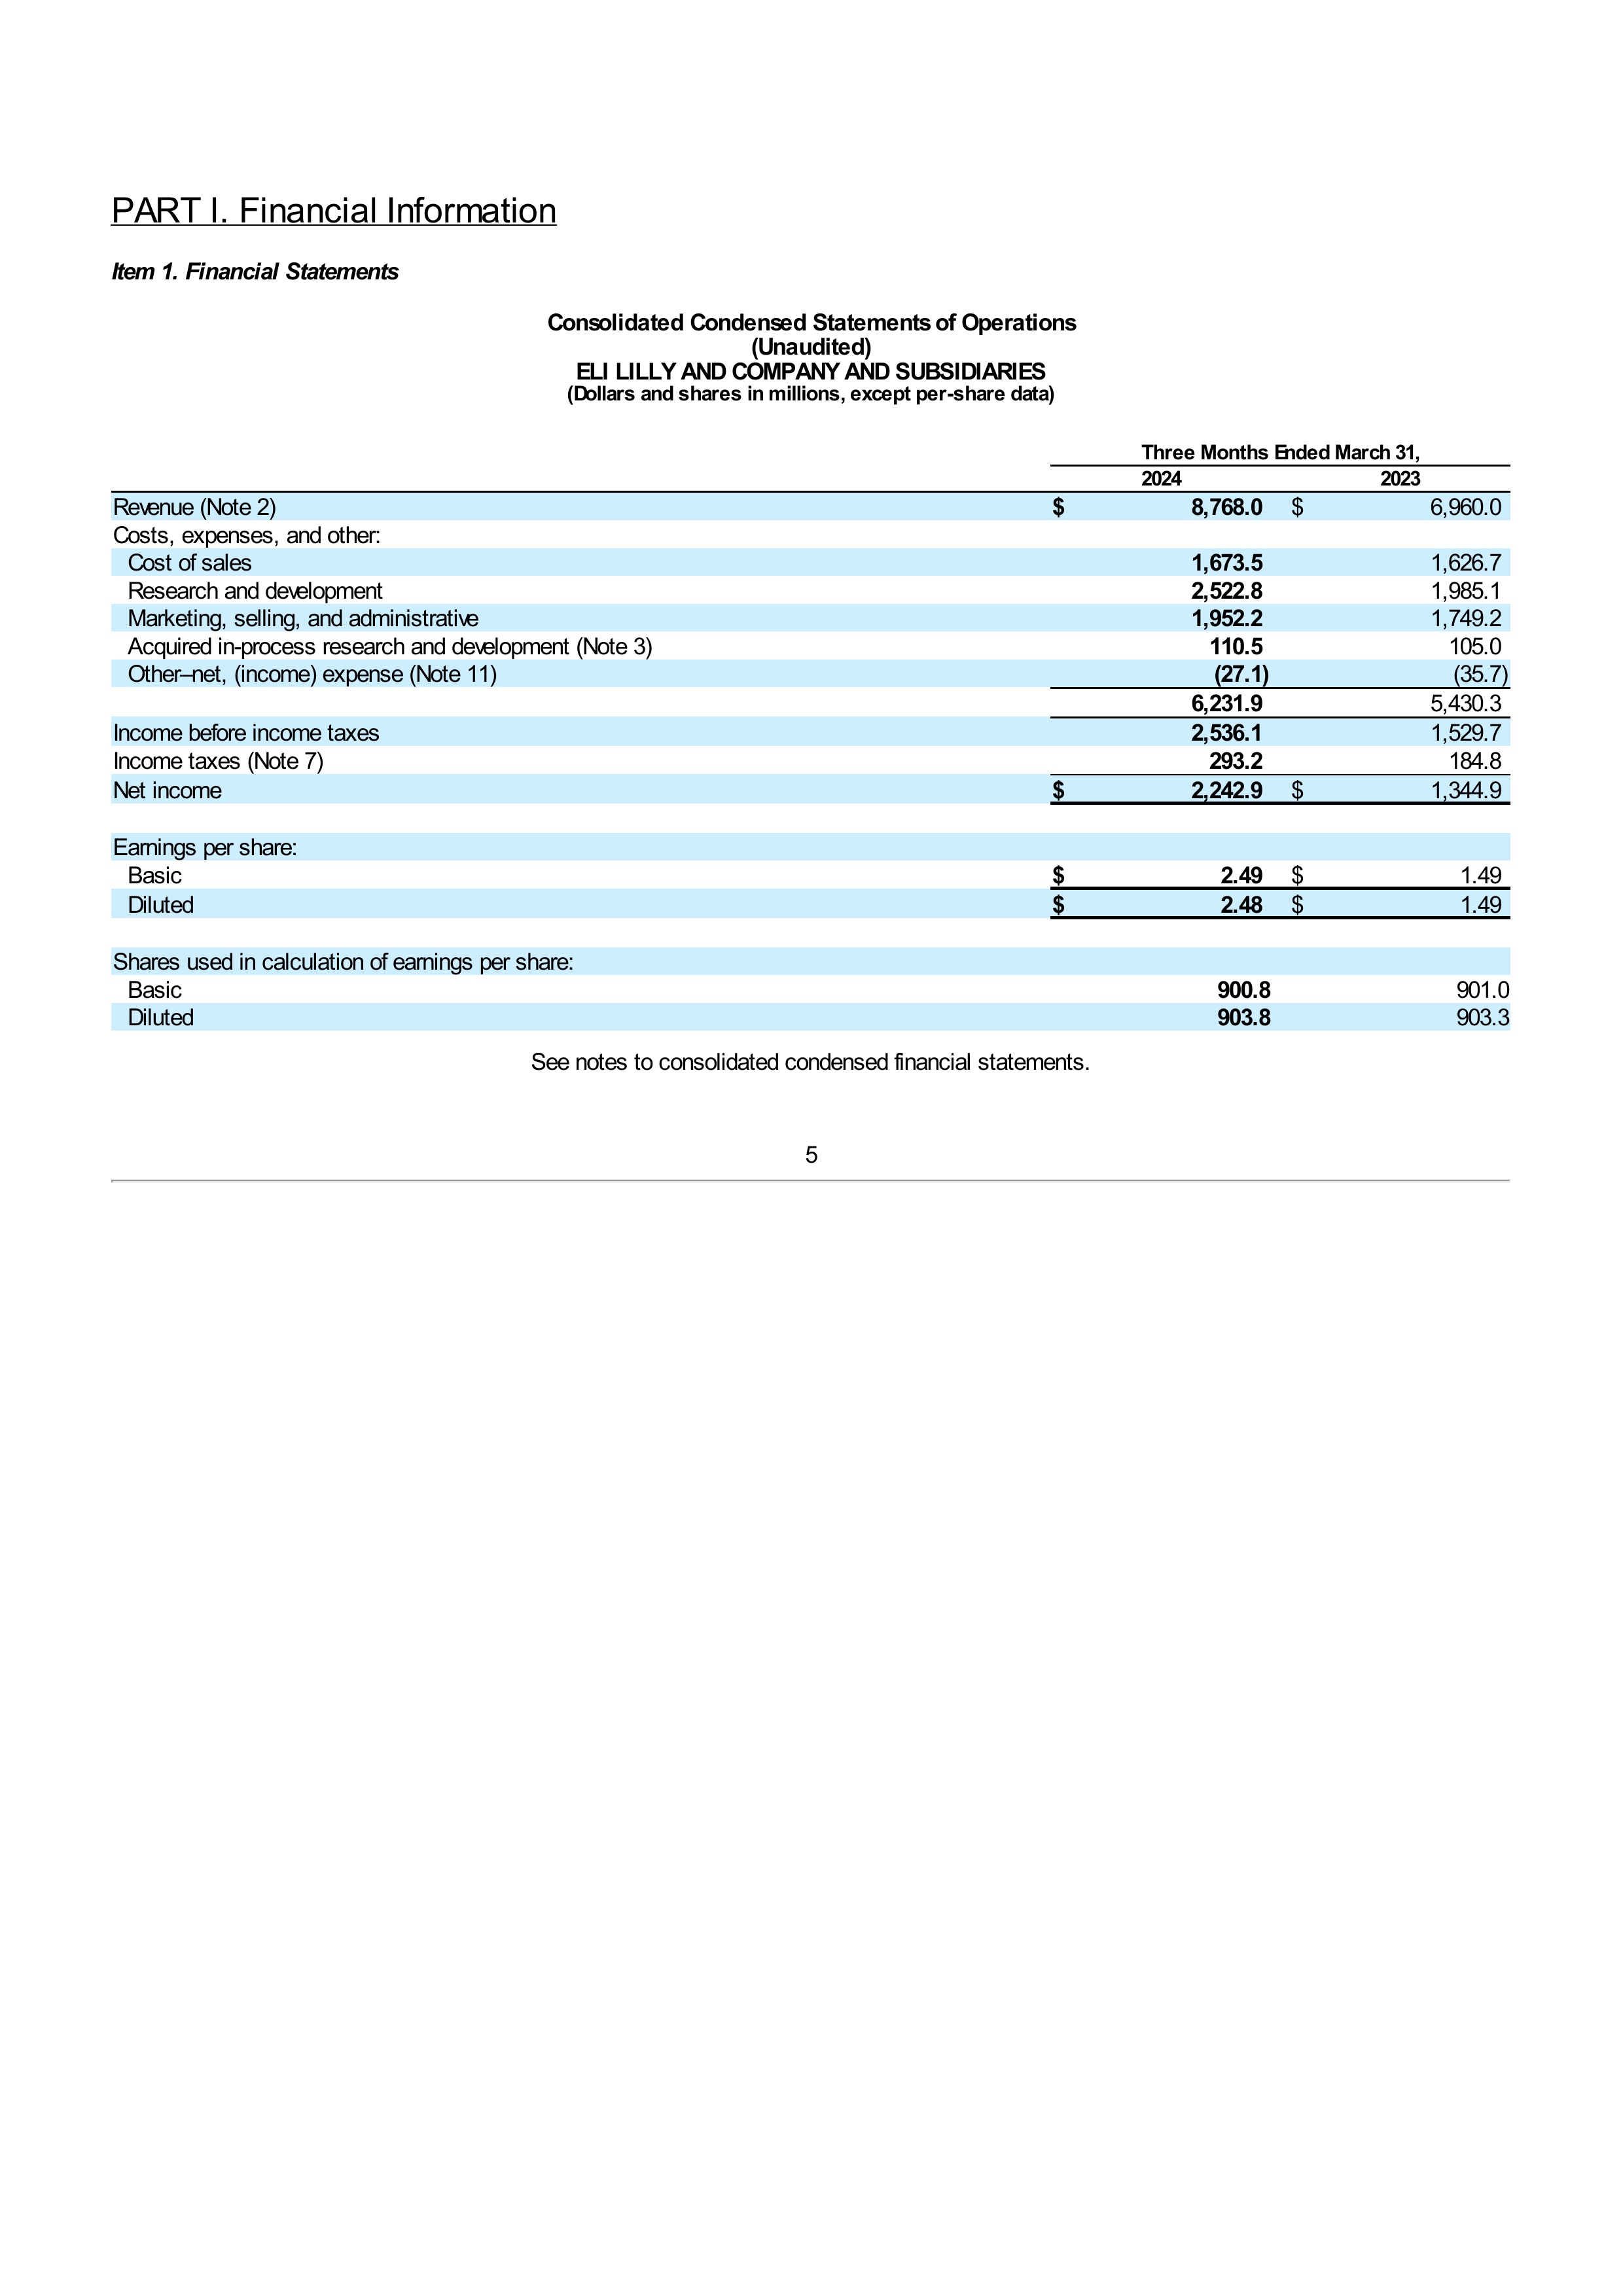 PART I. Financial Information
Item 1. Financial Statements
Consolidated Condensed Statements of Operations
(Unaudited)
ELI LILLY AND COMPANY AND SUBSIDIARIES
(Dollars and shares in millions, except per-share data)
Three Months Ended March 31,
2024 2023
Revenue (Note 2) $ 8,768.0 $ 6,960.0
Costs, expenses, and other:
Cost of sales 1,673.5 1,626.7
Research and development 2,522.8 1,985.1
Marketing, selling, and administrative 1,952.2 1,749.2
Acquired in-process research and development (Note 3) 110.5 105.0
Other–net, (income) expense (Note 11) (27.1) (35.7)
6,231.9 5,430.3
Income before income taxes 2,536.1 1,529.7
Income taxes (Note 7) 293.2 184.8
Net income $ 2,242.9 $ 1,344.9
Earnings per share:
Basic $ 2.49 $ 1.49
Diluted $ 2.48 $ 1.49
Shares used in calculation of earnings per share:
Basic 900.8 901.0
Diluted 903.8 903.3
See notes to consolidated condensed financial statements.
5